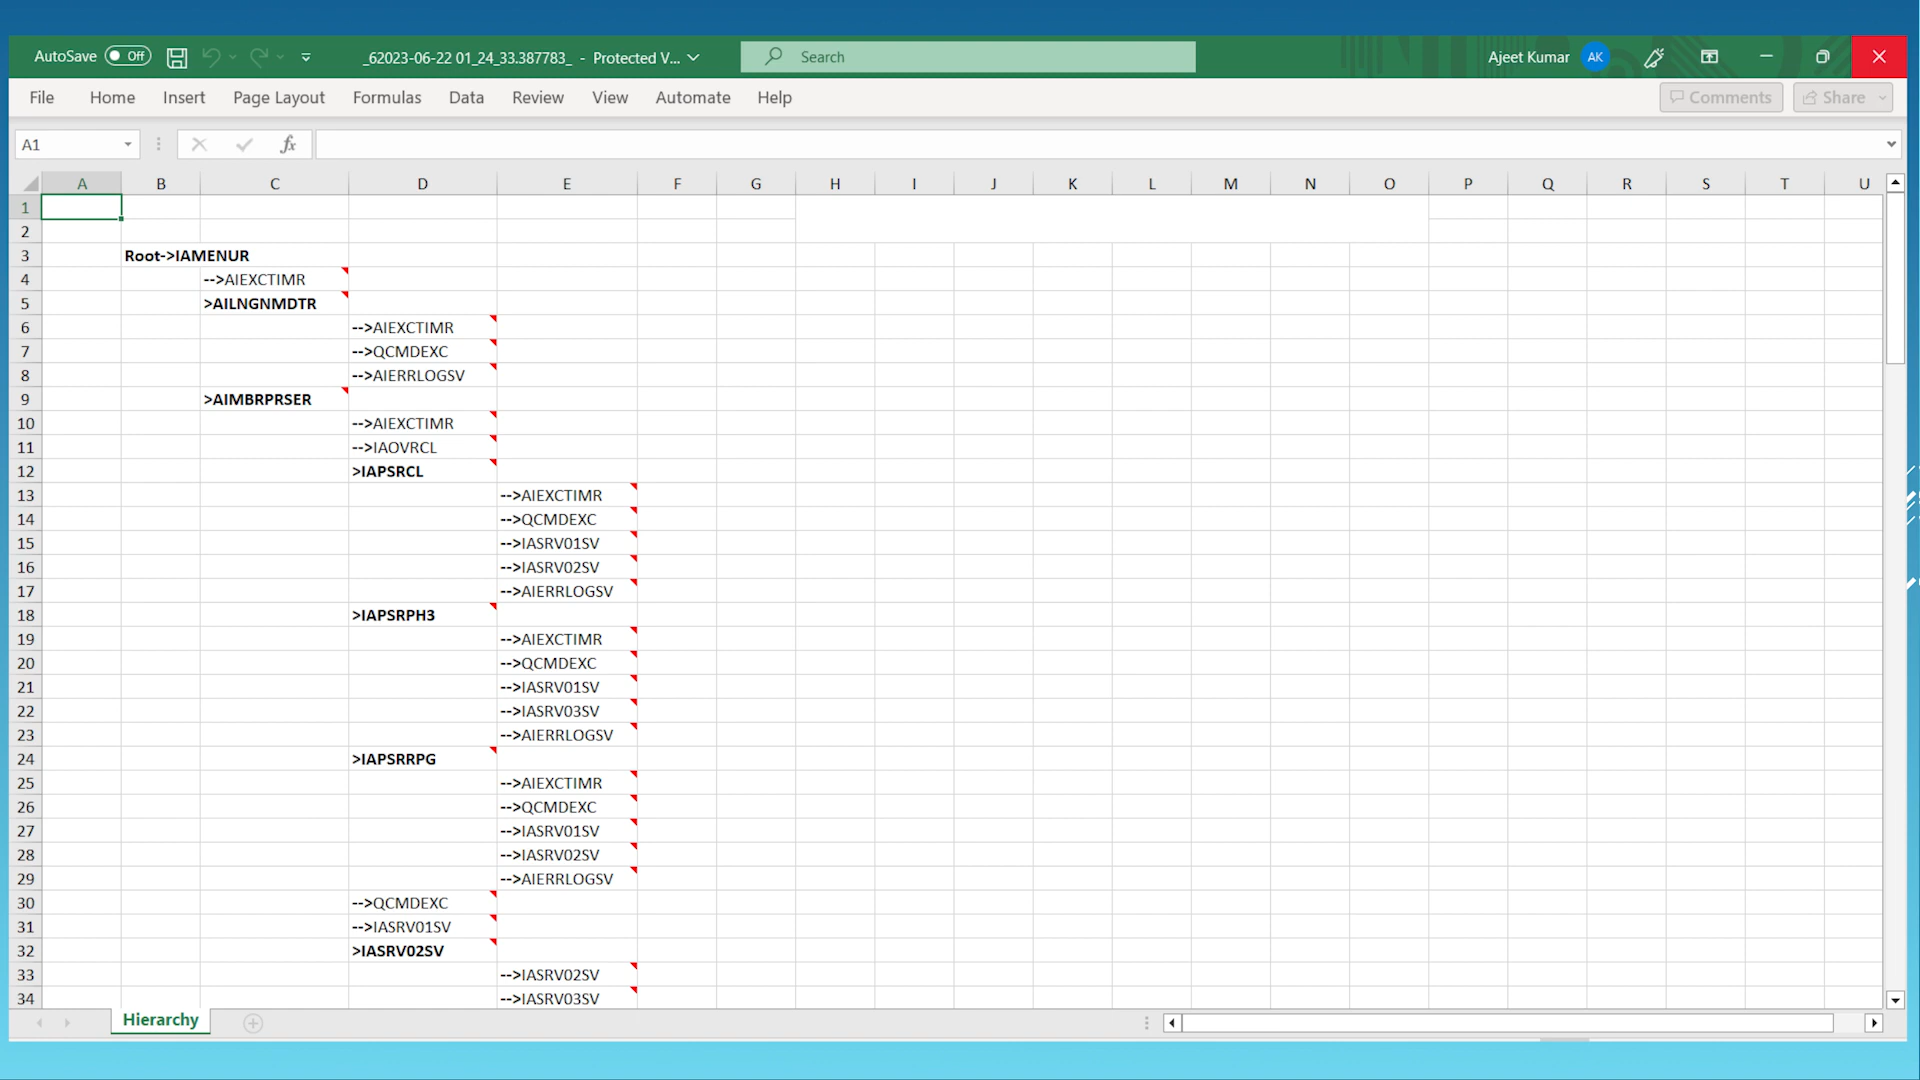 AutoSave Off _62023-06-22 01_24_33.387783_ - Protected V... Search Ajeet Kumar AK
File Home Insert Page Layout Formulas Data Review View Automate Help Comments Share
A1 fx
A B C D E F G H I J K L M N O P Q R S T U
1
2
3 Root->IAMENUR
4 -->AIEXCTIMR
5 >AILNGNMDTR
6 -->AIEXCTIMR
7 -->QCMDEXC
8 -->AIERRLOGSV
9 >AIMBRPRSER
10 -->AIEXCTIMR
11 -->IAOVRCL
12 >IAPSRCL
13 -->AIEXCTIMR
14 -->QCMDEXC
15 -->IASRV01SV
16 -->IASRV02SV
17 -->AIERRLOGSV
18 >IAPSRPH3
19 -->AIEXCTIMR
20 -->QCMDEXC
21 -->IASRV01SV
22 -->IASRV03SV
23 -->AIERRLOGSV
24 >IAPSRRPG
25 -->AIEXCTIMR
26 -->QCMDEXC
27 -->IASRV01SV
28 -->IASRV02SV
29 -->AIERRLOGSV
30 -->QCMDEXC
31 -->IASRV01SV
32 >IASRV02SV
33 -->IASRV02SV
34 -->IASRV03SV
Hierarchy